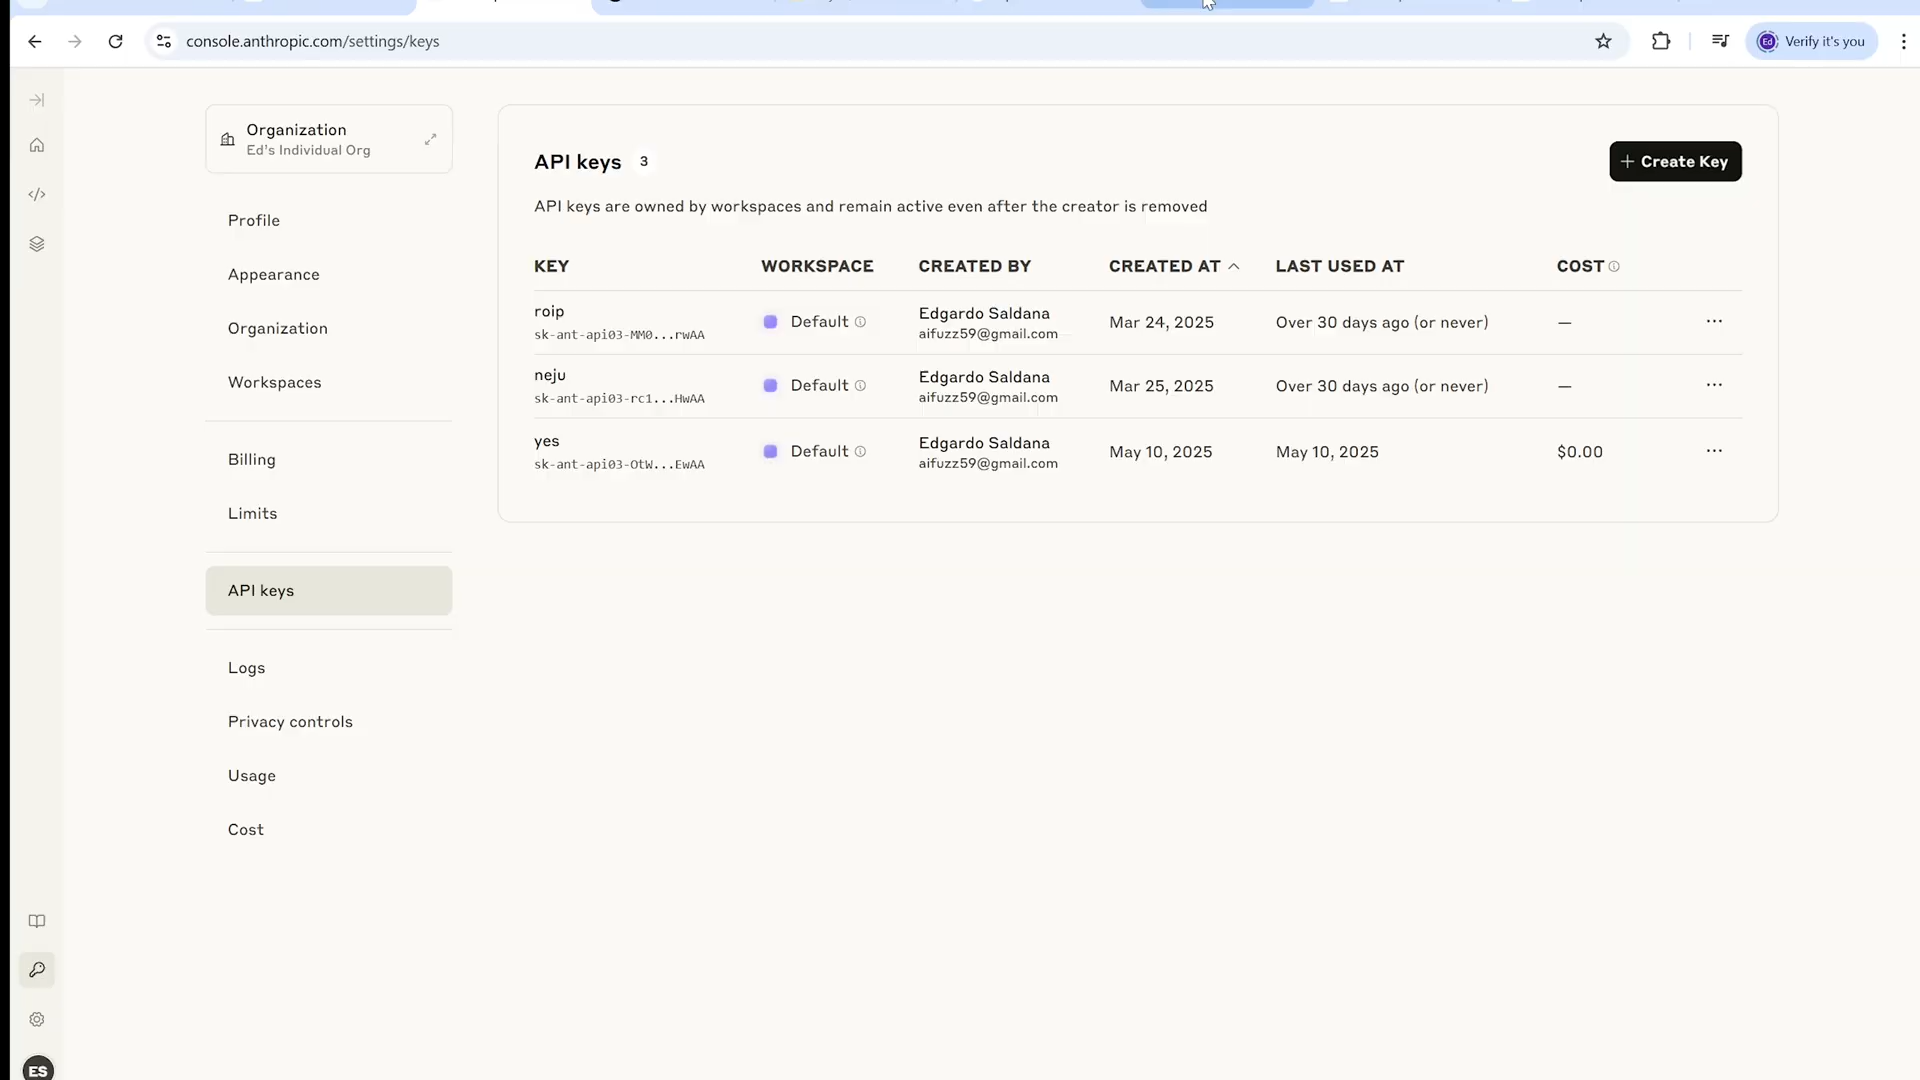 console.anthropic.com/settings/keys
Ed
Verify it's you
Organization
Ed's Individual Org
Profile
Appearance
Organization
Workspaces
Billing
Limits
API keys
Logs
Privacy controls
Usage
Cost
ES
API keys 3
+ Create Key
API keys are owned by workspaces and remain active even after the creator is removed
KEY WORKSPACE CREATED BY CREATED AT LAST USED AT COST
roip
sk-ant-api03-MM0...rwAA
Default
Edgardo Saldana
aifuzz59@gmail.com
Mar 24, 2025
Over 30 days ago (or never)
—
neju
sk-ant-api03-rc1...HwAA
Default
Edgardo Saldana
aifuzz59@gmail.com
Mar 25, 2025
Over 30 days ago (or never)
—
yes
sk-ant-api03-OtW...EwAA
Default
Edgardo Saldana
aifuzz59@gmail.com
May 10, 2025
May 10, 2025
$0.00